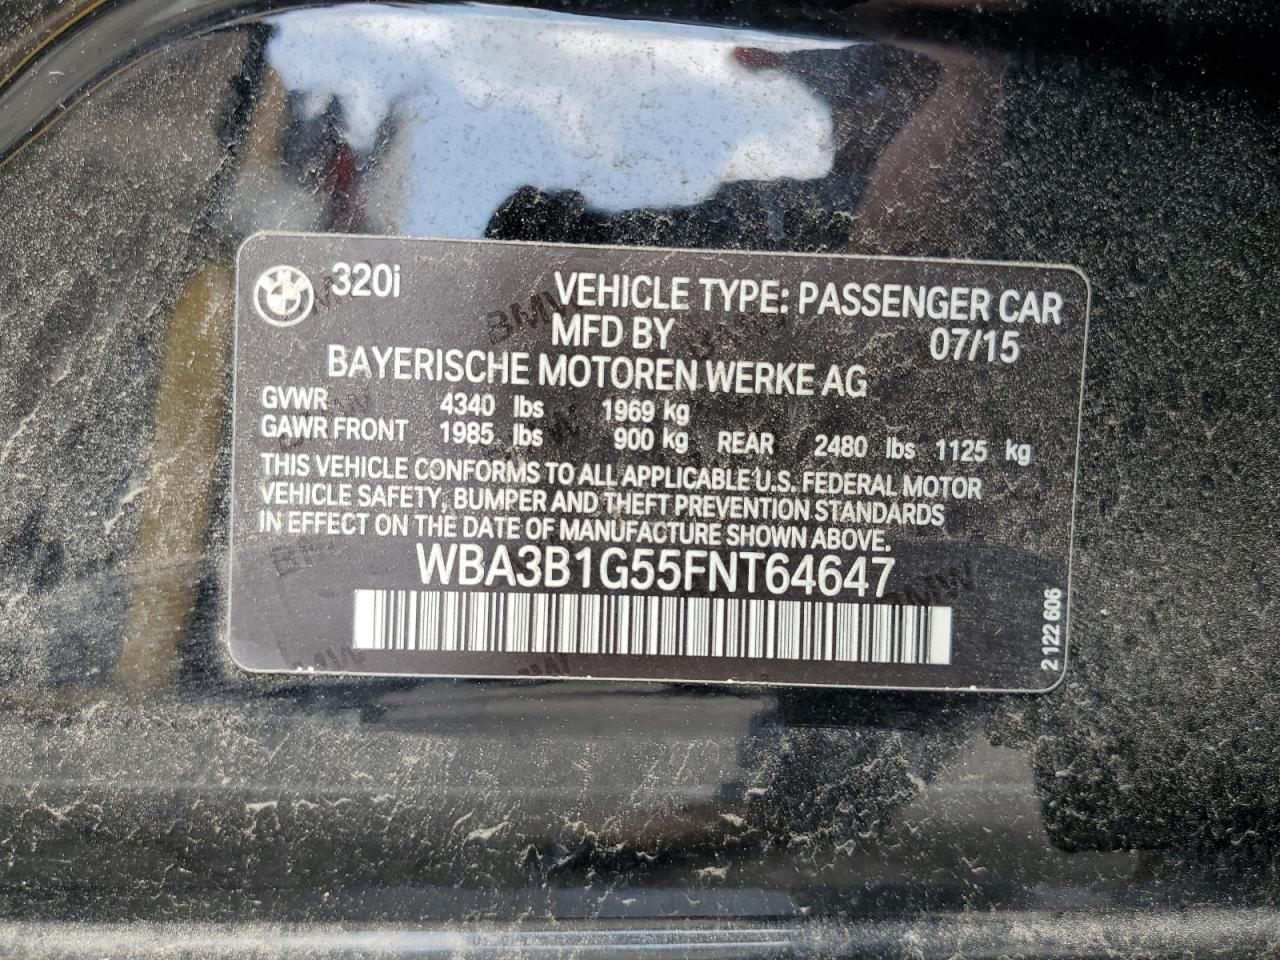 320i
VEHICLE TYPE: PASSENGER CAR
MFD BY 07/15
BAYERISCHE MOTOREN WERKE AG
GVWR 4340 lbs 1969 kg
GAWR FRONT 1985 lbs 900 kg REAR 2480 lbs 1125 kg
THIS VEHICLE CONFORMS TO ALL APPLICABLE U.S. FEDERAL MOTOR
VEHICLE SAFETY, BUMPER AND THEFT PREVENTION STANDARDS
IN EFFECT ON THE DATE OF MANUFACTURE SHOWN ABOVE.
WBA3B1G55FNT64647
2 122 606